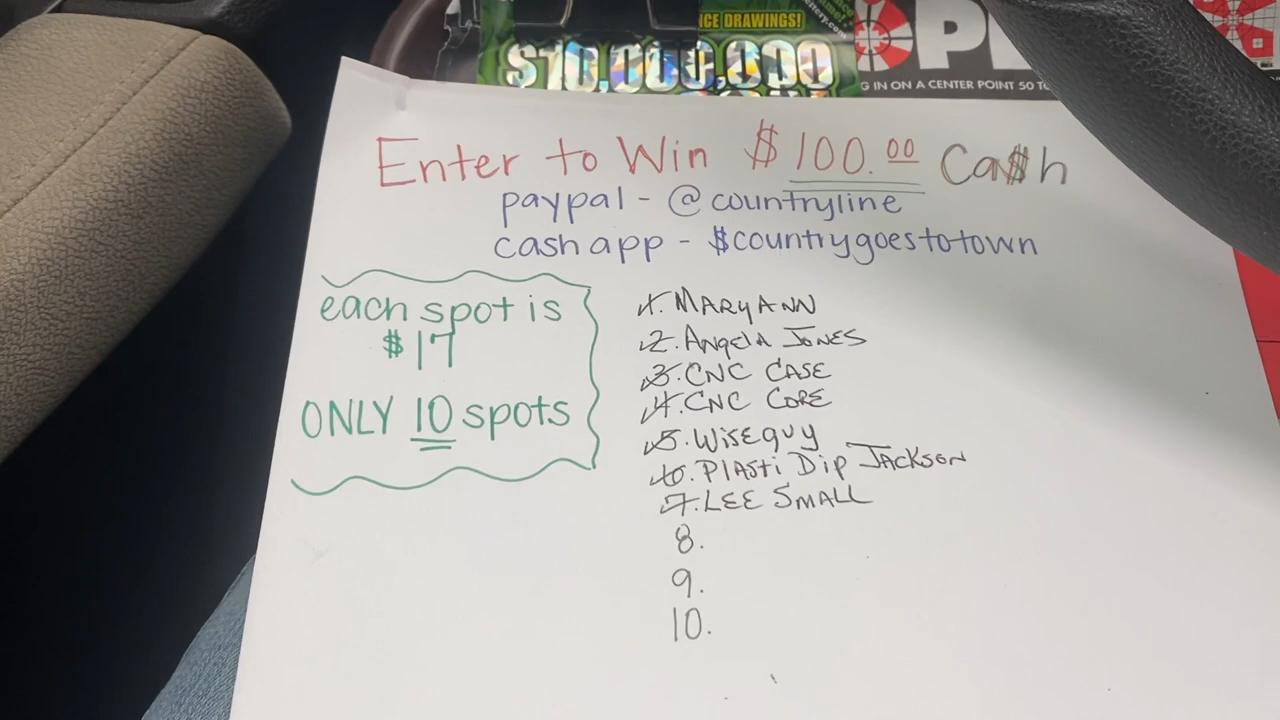 ICE DRAWINGS!
$10,000,000
G IN ON A CENTER POINT 50 TO
Enter to Win $100.00 Ca$h
paypal - @countryline
cash app - $countrygoestotown
each spot is
$17
ONLY 10 spots
1. MARYANN
2. ANGELA JONES
3. CNC CASE
4. CNC CORE
5. WISEGUY
6. PLASTI DIP JACKSON
7. LEE SMALL
8.
9.
10.